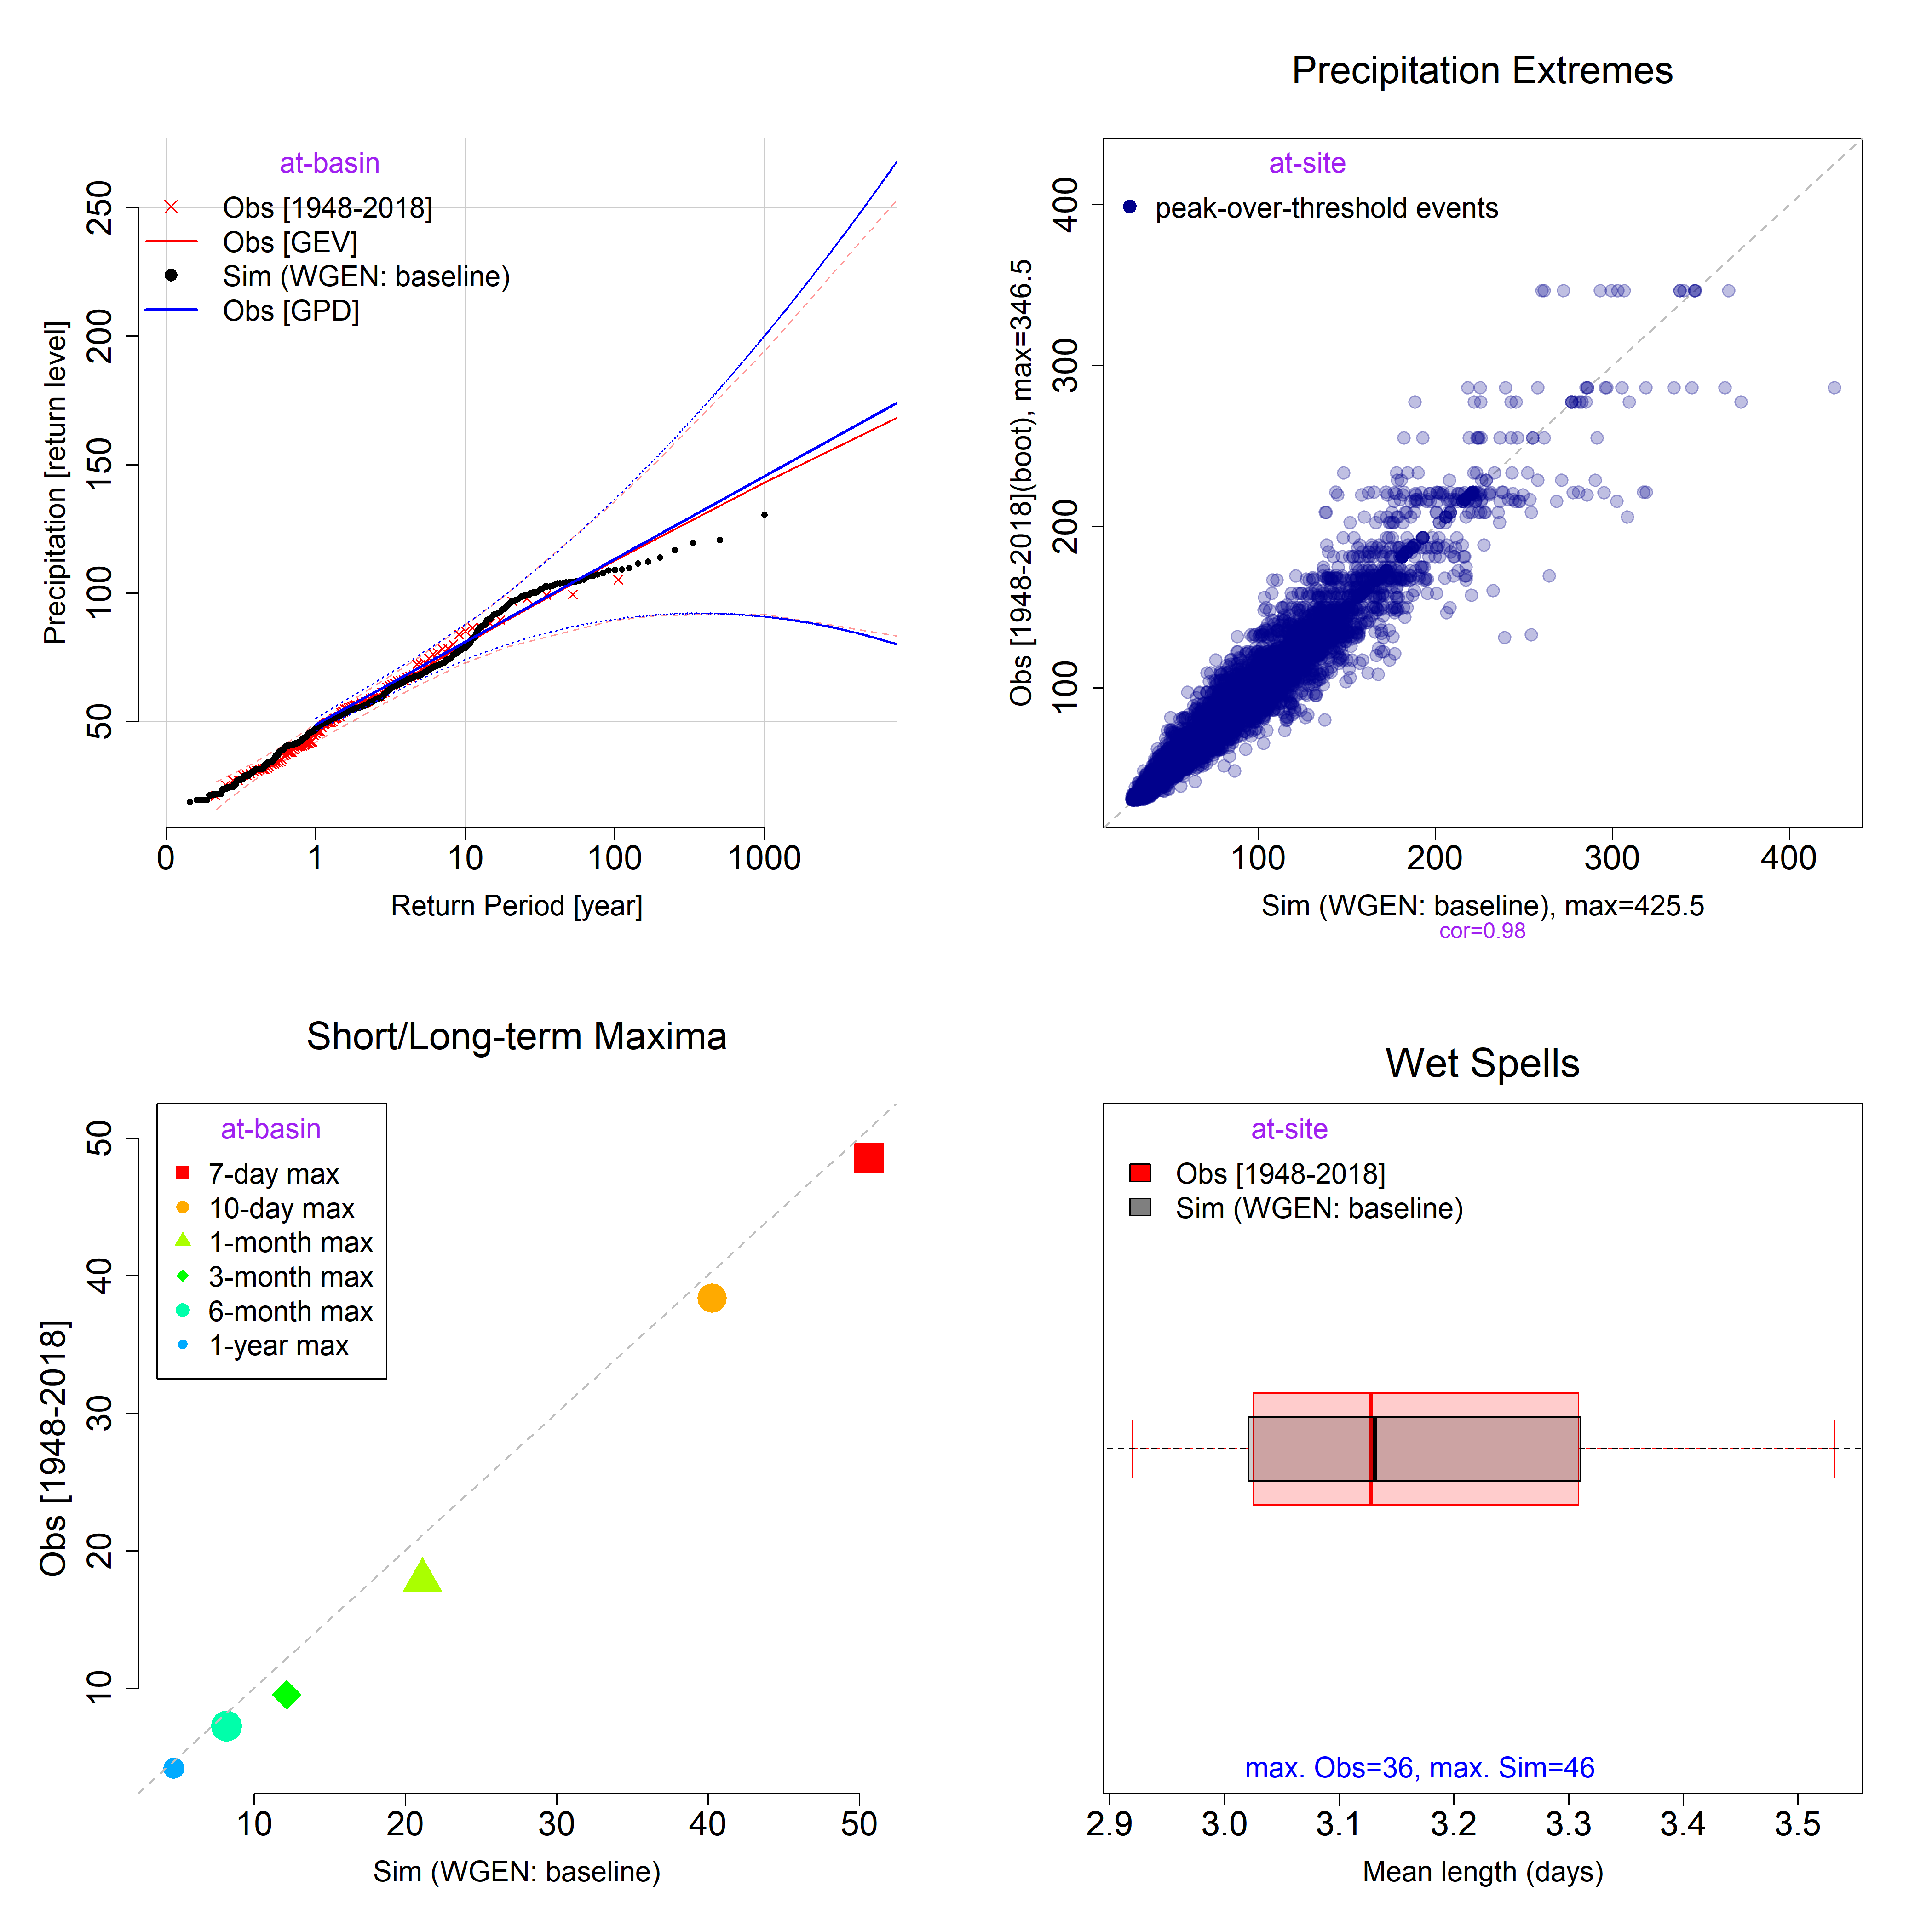 at-basin
Obs [1948-2018]
Obs [GEV]
Sim (WGEN: baseline)
Obs [GPD]
Precipitation [return level]
50
100
150
200
250
0
1
10
100
1000
Return Period [year]
Precipitation Extremes
at-site
peak-over-threshold events
Obs [1948-2018](boot), max=346.5
100
200
300
400
100
200
300
400
Sim (WGEN: baseline), max=425.5
cor=0.98
Short/Long-term Maxima
at-basin
7-day max
10-day max
1-month max
3-month max
6-month max
1-year max
Obs [1948-2018]
10
20
30
40
50
10
20
30
40
50
Sim (WGEN: baseline)
Wet Spells
at-site
Obs [1948-2018]
Sim (WGEN: baseline)
max. Obs=36, max. Sim=46
2.9
3.0
3.1
3.2
3.3
3.4
3.5
Mean length (days)